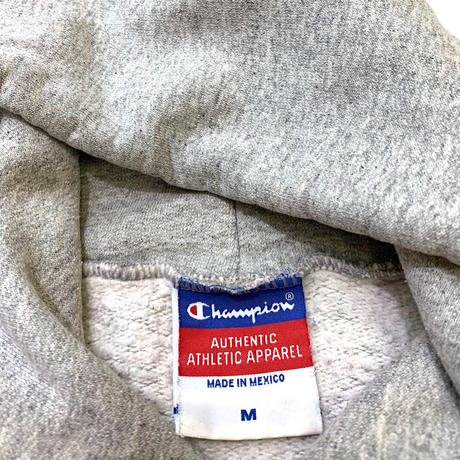 Champion®
AUTHENTIC
ATHLETIC APPAREL
MADE IN MEXICO
M